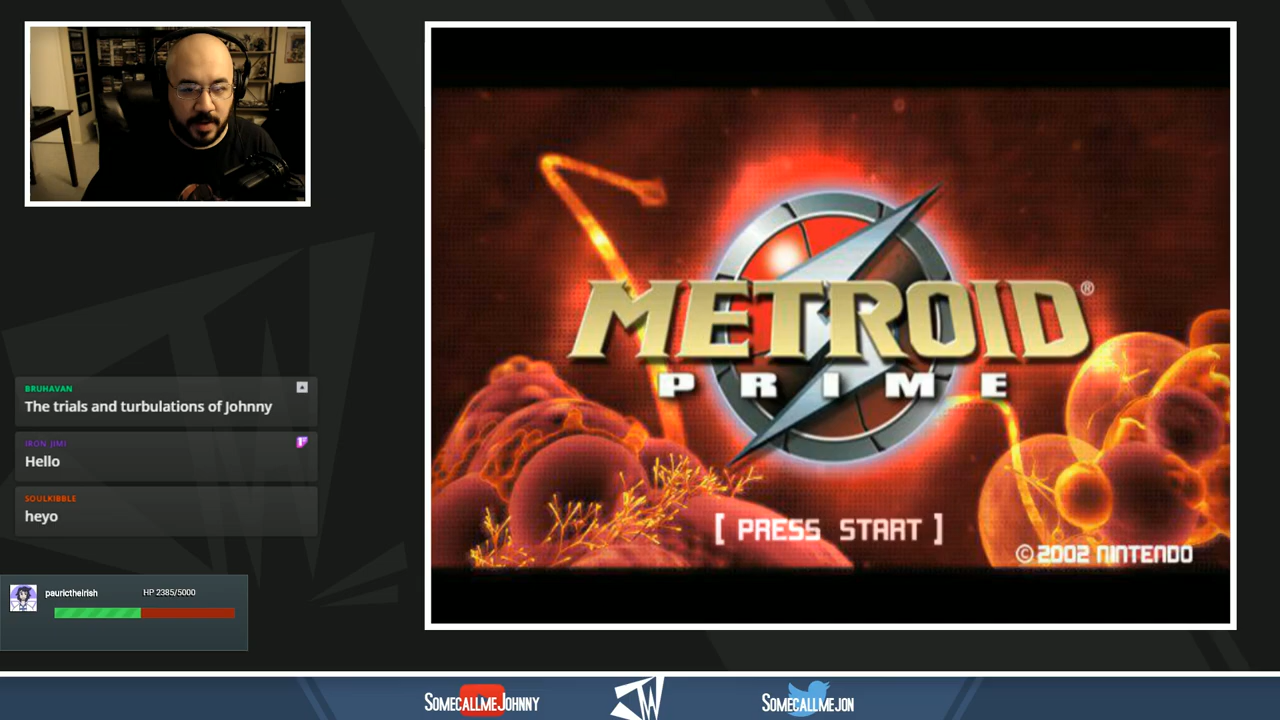 METROID®
PRIME
[ PRESS START ]
©2002 NINTENDO
BRUHAVAN
The trials and turbulations of Johnny
IRON JIMI
Hello
SOULKIBBLE
heyo
paurictheirish HP 2385/5000
SOMECALLMEJOHNNY
SOMECALLMEJON